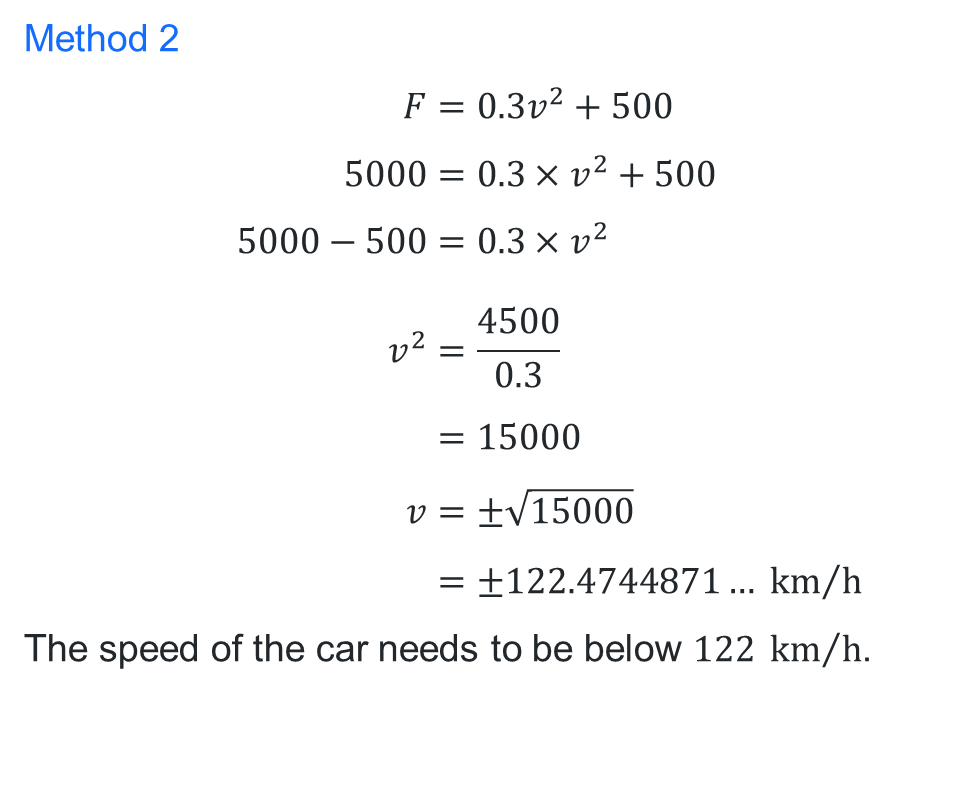 Method 2
F = 0.3v² + 500
5000 = 0.3 × v² + 500
5000 − 500 = 0.3 × v²
v² = 4500/0.3
= 15000
v = ±√15000
= ±122.4744871 … km/h
The speed of the car needs to be below 122 km/h.